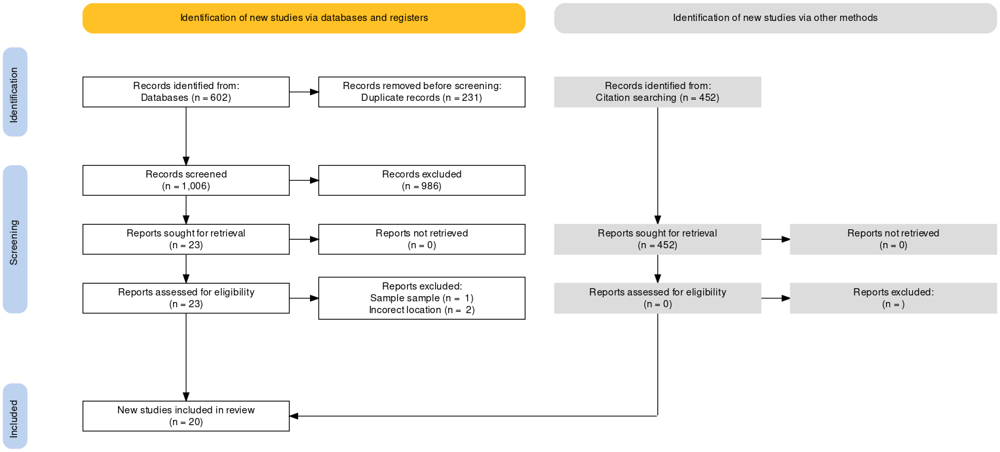 Identification of new studies via databases and registers
Identification of new studies via other methods
Identification
Records identified from:
Databases (n = 602)
Records removed before screening:
Duplicate records (n = 231)
Records identified from:
Citation searching (n = 452)
Screening
Records screened
(n = 1,006)
Records excluded
(n = 986)
Reports sought for retrieval
(n = 23)
Reports not retrieved
(n = 0)
Reports sought for retrieval
(n = 452)
Reports not retrieved
(n = 0)
Reports assessed for eligibility
(n = 23)
Reports excluded:
Sample sample (n = 1)
Incorect location (n = 2)
Reports assessed for eligibility
(n = 0)
Reports excluded:
(n = )
Included
New studies included in review
(n = 20)